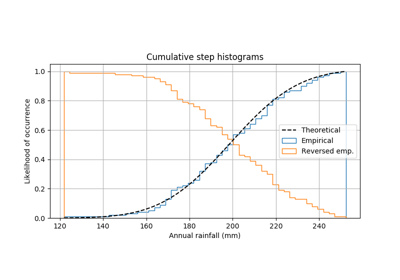 Cumulative step histograms
1.0
0.8
0.6
0.4
0.2
0.0
Likelihood of occurrence
Theoretical
Empirical
Reversed emp.
120 140 160 180 200 220 240
Annual rainfall (mm)